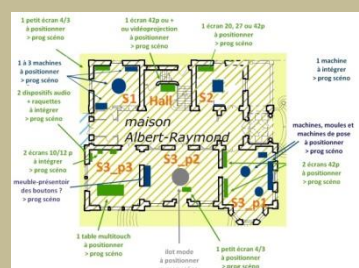 1 petit écran 4/3
à positionner
> prog scéno
1 écran 42p ou +
ou vidéoprojection
à positionner
> prog scéno
1 écran 20, 27 ou 42p
à positionner
> prog scéno
1 à 3 machines
à positionner
> prog scéno
1 machine
à intégrer
> prog scéno
S1
Hall
S2
2 dispositifs audio
+ raquettes
à intégrer
> prog scéno
maison
Albert-Raymond
machines, moules et machines
de pose
à positionner
> prog scéno
2 écrans 10/12 p
à intégrer
> prog scéno
S3_p3
S3_p2
2 écrans 42p
à positionner
> prog scéno
meuble-présentoir
des boutons ?
> prog scéno
S3_p1
1 table multitouch
à positionner
> prog scéno
îlot mode
à positionner
1 petit écran 4/3
à positionner
> prog scéno